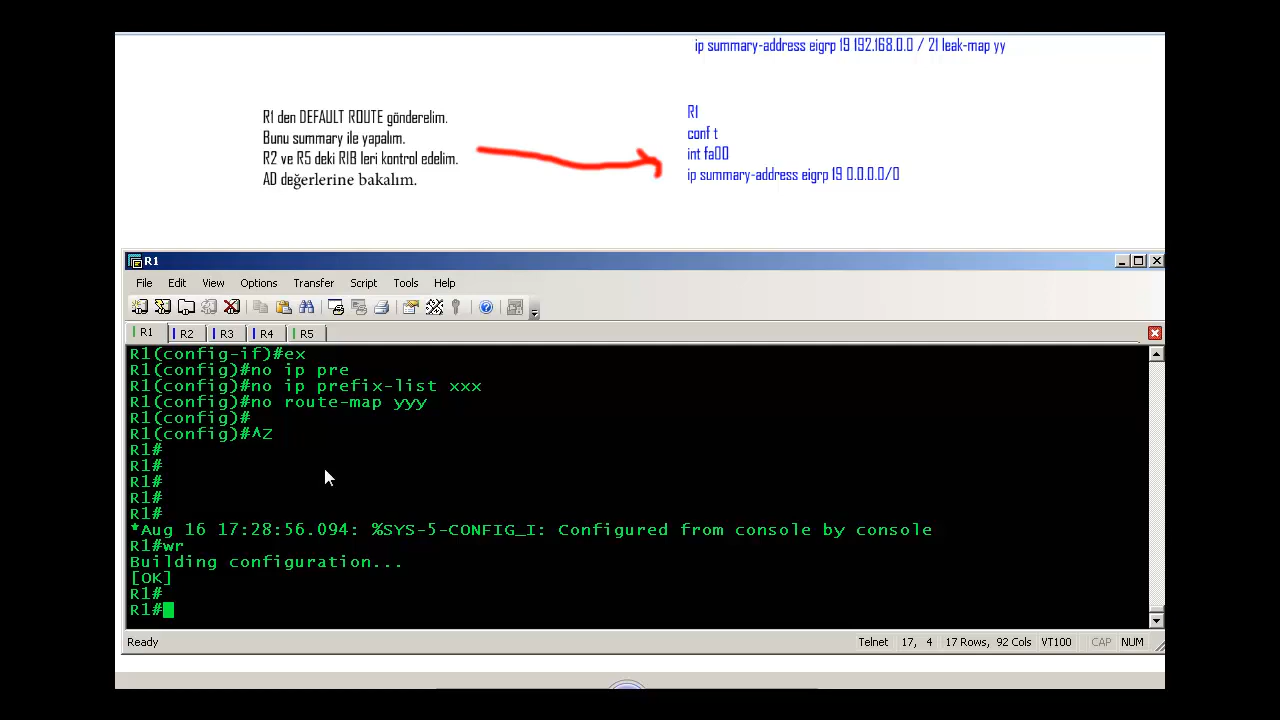 ip summary-address eigrp 19 192.168.0.0 / 21 leak-map yy
R1 den DEFAULT ROUTE gönderelim.
Bunu summary ile yapalım.
R2 ve R5 deki RIB leri kontrol edelim.
AD değerlerine bakalım.
R1
conf t
int fa00
ip summary-address eigrp 19 0.0.0.0/0
R1
File Edit View Options Transfer Script Tools Help
R1 R2 R3 R4 R5
R1(config-if)#ex
R1(config)#no ip pre
R1(config)#no ip prefix-list xxx
R1(config)#no route-map yyy
R1(config)#
R1(config)#^Z
R1#
R1#
R1#
R1#
R1#
*Aug 16 17:28:56.094: %SYS-5-CONFIG_I: Configured from console by console
R1#wr
Building configuration...
[OK]
R1#
R1#
Ready Telnet 17, 4 17 Rows, 92 Cols VT100 CAP NUM